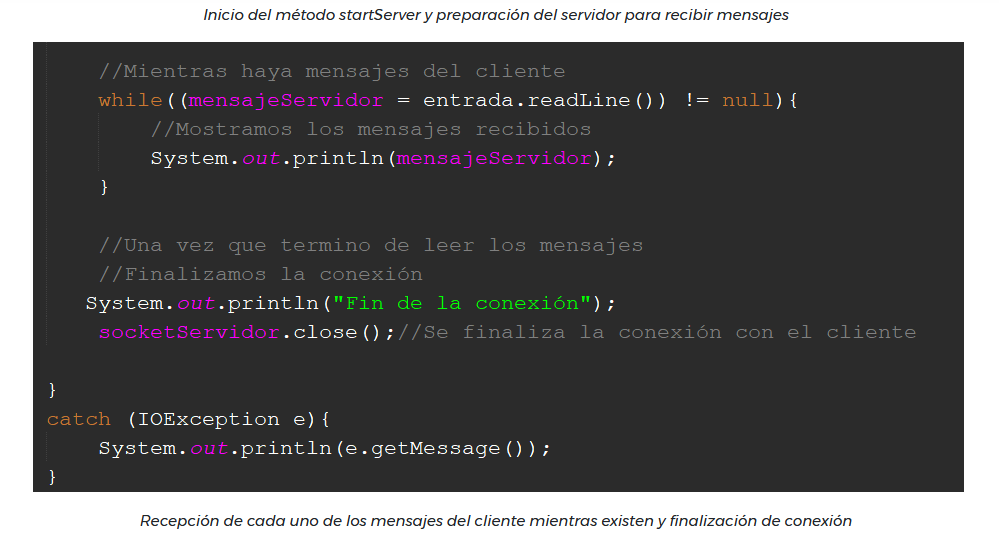 Inicio del método startServer y preparación del servidor para recibir mensajes
//Mientras haya mensajes del cliente
while((mensajeServidor = entrada.readLine()) != null){
//Mostramos los mensajes recibidos
System.out.println(mensajeServidor);
}
//Una vez que termino de leer los mensajes
//Finalizamos la conexión
System.out.println("Fin de la conexión");
socketServidor.close();//Se finaliza la conexión con el cliente
}
catch (IOException e){
System.out.println(e.getMessage());
}
Recepción de cada uno de los mensajes del cliente mientras existen y finalización de conexión